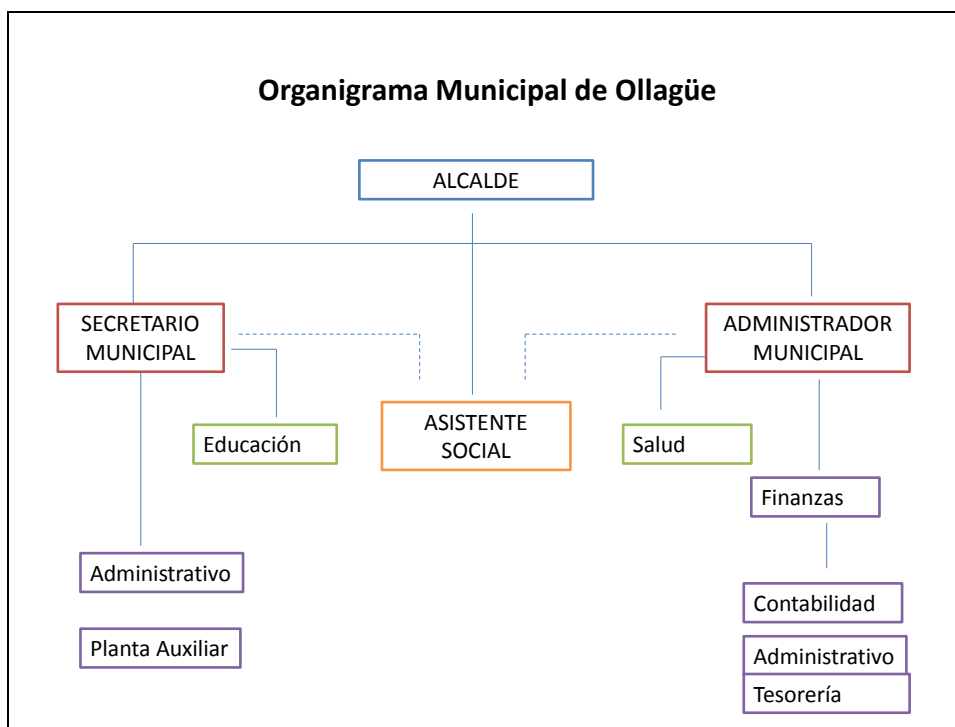 Organigrama Municipal de Ollagüe
ALCALDE
SECRETARIO
MUNICIPAL
ADMINISTRADOR
MUNICIPAL
Educación
ASISTENTE
SOCIAL
Salud
Finanzas
Administrativo
Planta Auxiliar
Contabilidad
Administrativo
Tesorería